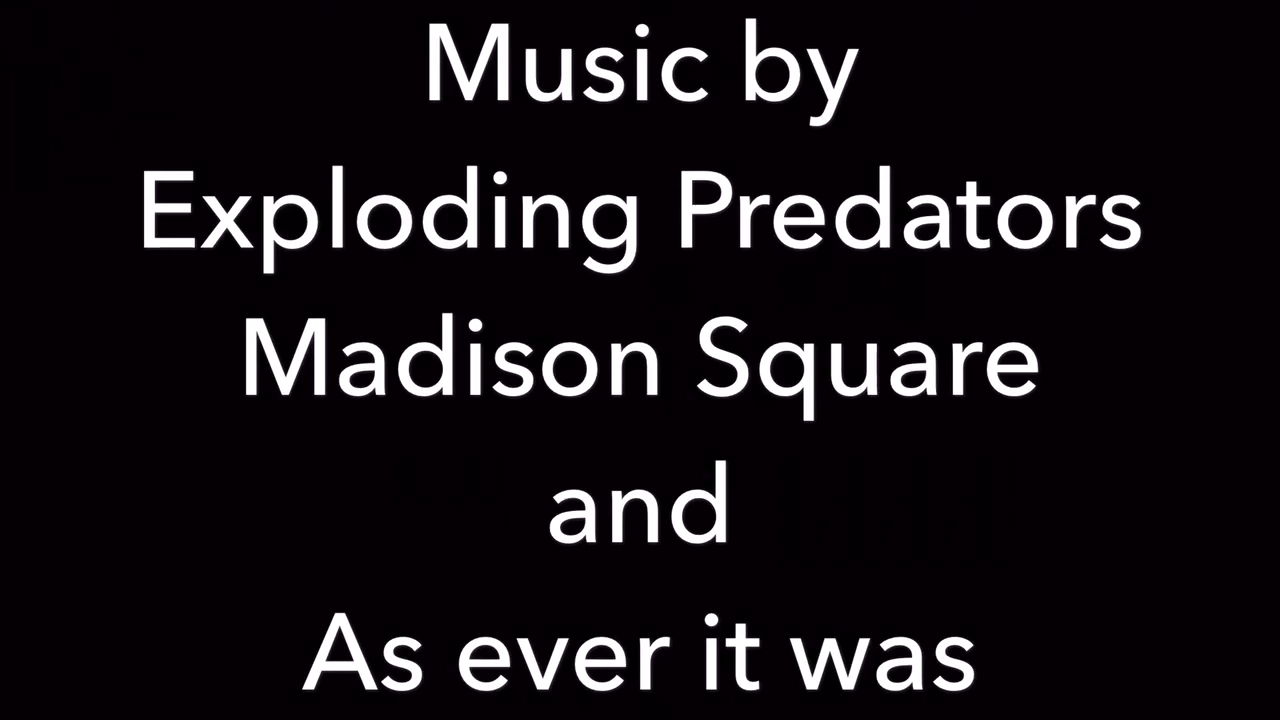 Music by
Exploding Predators
Madison Square
and
As ever it was